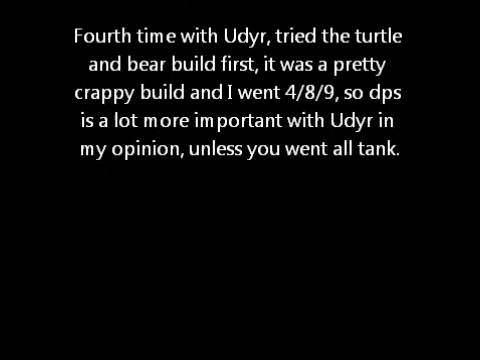 Fourth time with Udyr, tried the turtle
and bear build first, it was a pretty
crappy build and I went 4/8/9, so dps
is a lot more important with Udyr in
my opinion, unless you went all tank.